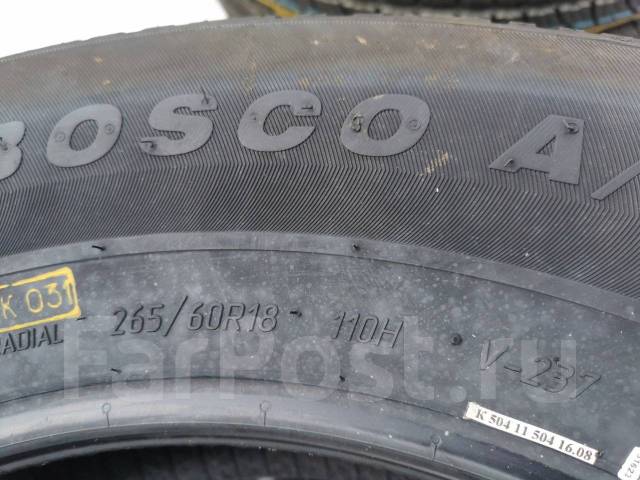 BOSCO A/
K 031
RADIAL 265/60R18 110H V-237
FarPost.ru
K 504 11 504 16.08